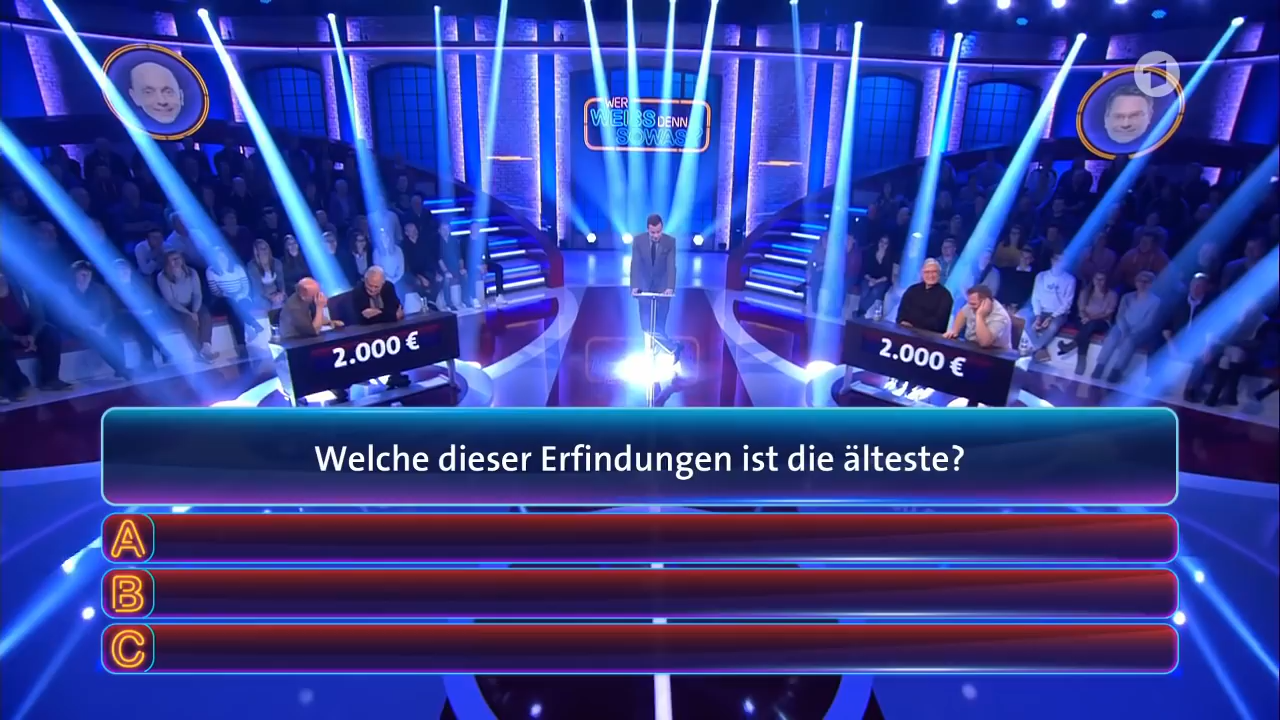 WER
WEISS DENN
SOWAS?
2.000 €
2.000 €
1
Welche dieser Erfindungen ist die älteste?
A
B
C